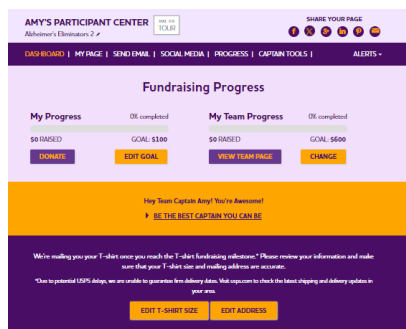 AMY'S PARTICIPANT CENTER
TOUR
SHARE YOUR PAGE
Alzheimer's Eliminators 2
DASHBOARD | MY PAGE | SEND EMAIL | SOCIAL MEDIA | PROGRESS | CAPTAIN TOOLS | ALERTS
Fundraising Progress
My Progress 0% completed
My Team Progress 0% completed
$0 RAISED GOAL: $100
$0 RAISED GOAL: $600
DONATE EDIT GOAL
VIEW TEAM PAGE CHANGE
Hey Team Captain Amy! You're Awesome!
BE THE BEST CAPTAIN YOU CAN BE
We're mailing you your T-shirt once you reach the T-shirt fundraising milestone.* Please review your information and make
sure that your T-shirt size and mailing address are accurate.
*Due to potential USPS delays, we are unable to guarantee firm delivery dates. Visit usps.com to check the latest shipping and delivery updates in
your area.
EDIT T-SHIRT SIZE EDIT ADDRESS